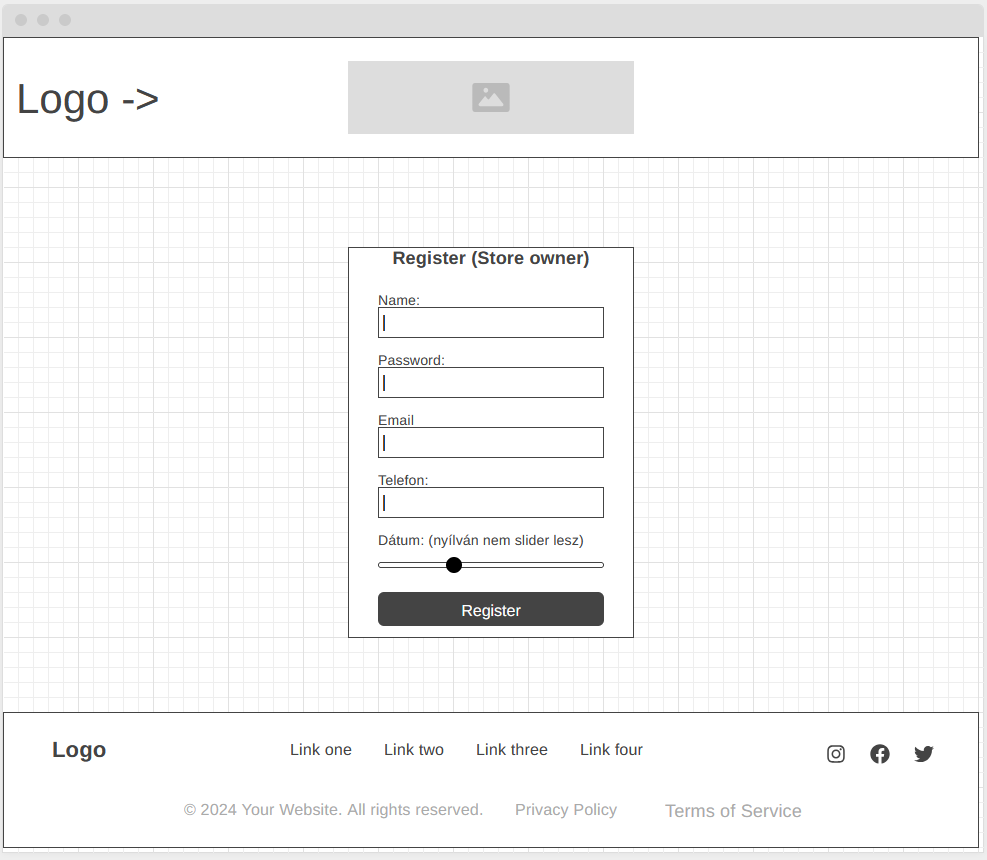 Logo ->
Register (Store owner)
Name:
Password:
Email
Telefon:
Dátum: (nyílván nem slider lesz)
Register
Logo
Link one
Link two
Link three
Link four
© 2024 Your Website. All rights reserved.
Privacy Policy
Terms of Service